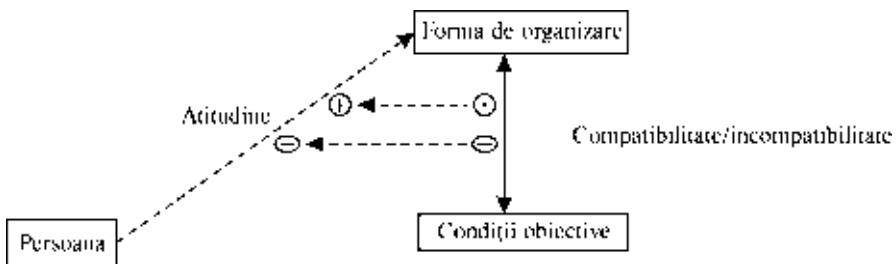 Forma de organizare
Atitudine
Compatibilitate/incompatibilitate
Condiții obiective
Persoana